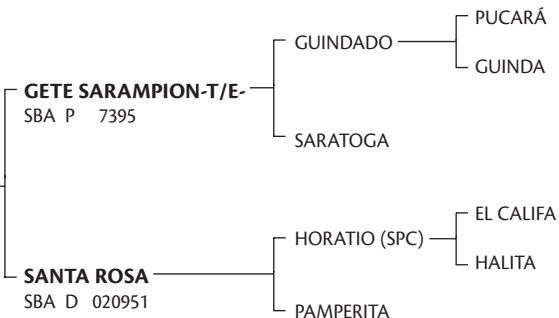 PUCARÁ
GUINDADO
GUINDA
GETE SARAMPION-T/E-
SBA P 7395
SARATOGA
EL CALIFA
HORATIO (SPC)
HALITA
SANTA ROSA
SBA D 020951
PAMPERITA